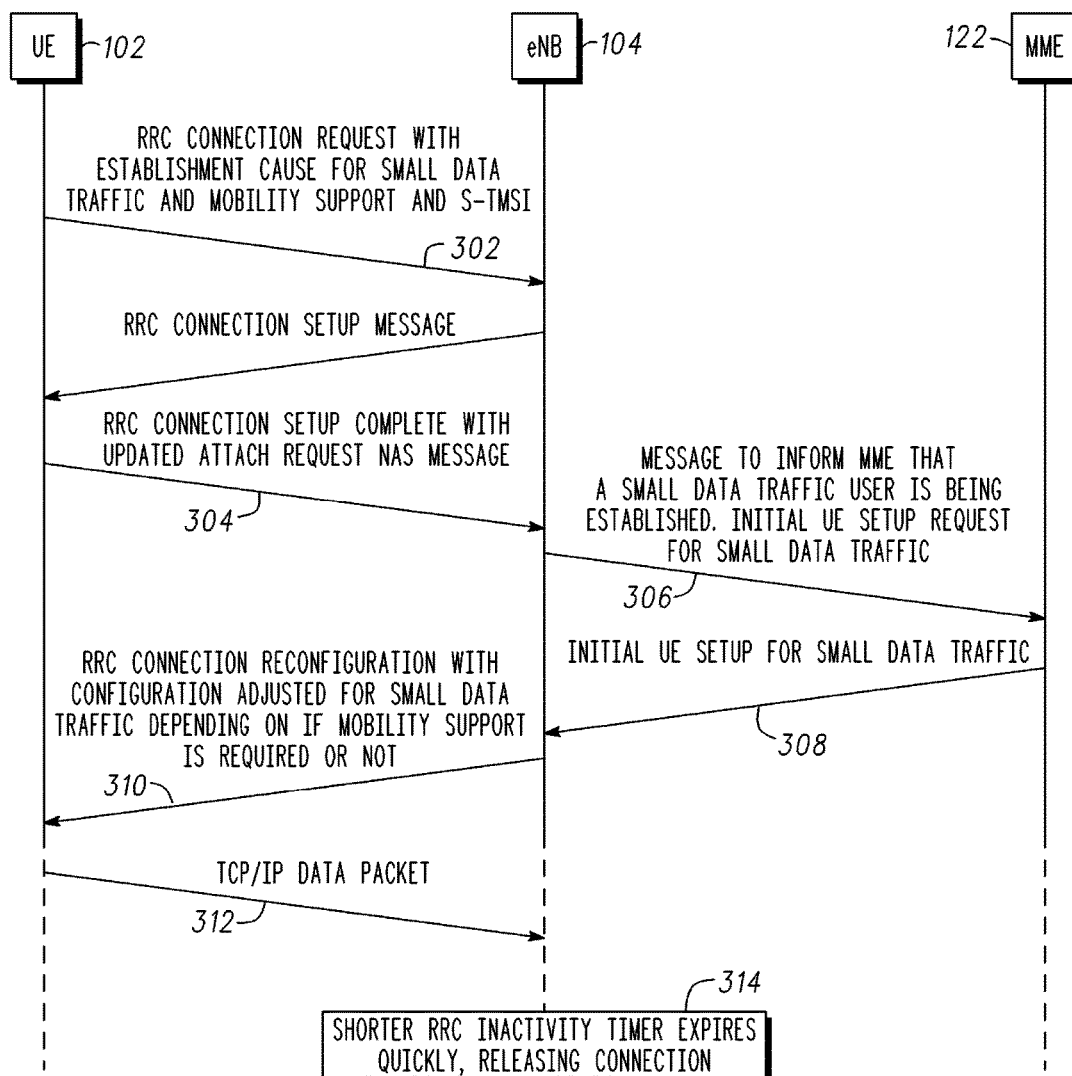 UE
102
eNB
104
122
MME
RRC CONNECTION REQUEST WITH
ESTABLISHMENT CAUSE FOR SMALL DATA
TRAFFIC AND MOBILITY SUPPORT AND S-TMSI
302
RRC CONNECTION SETUP MESSAGE
RRC CONNECTION SETUP COMPLETE WITH
UPDATED ATTACH REQUEST NAS MESSAGE
304
MESSAGE TO INFORM MME THAT
A SMALL DATA TRAFFIC USER IS BEING
ESTABLISHED. INITIAL UE SETUP REQUEST
FOR SMALL DATA TRAFFIC
306
INITIAL UE SETUP FOR SMALL DATA TRAFFIC
308
RRC CONNECTION RECONFIGURATION WITH
CONFIGURATION ADJUSTED FOR SMALL DATA
TRAFFIC DEPENDING ON IF MOBILITY SUPPORT
IS REQUIRED OR NOT
310
TCP/IP DATA PACKET
312
314
SHORTER RRC INACTIVITY TIMER EXPIRES
QUICKLY, RELEASING CONNECTION